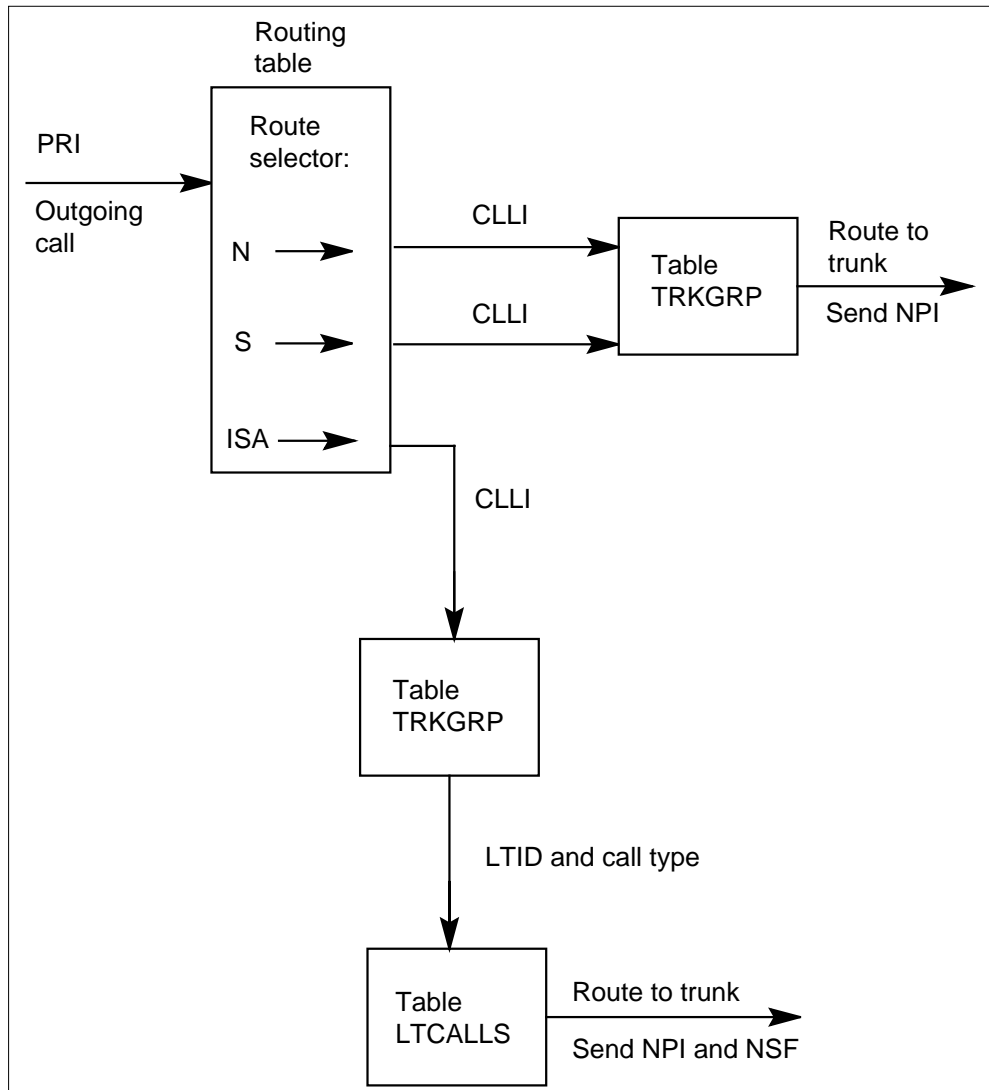 Routing
table
Route
selector:
PRI
Outgoing
call
N
CLLI
S
CLLI
ISA
CLLI
Table
TRKGRP
Route to
trunk
Send NPI
Table
TRKGRP
LTID and call type
Table
LTCALLS
Route to trunk
Send NPI and NSF